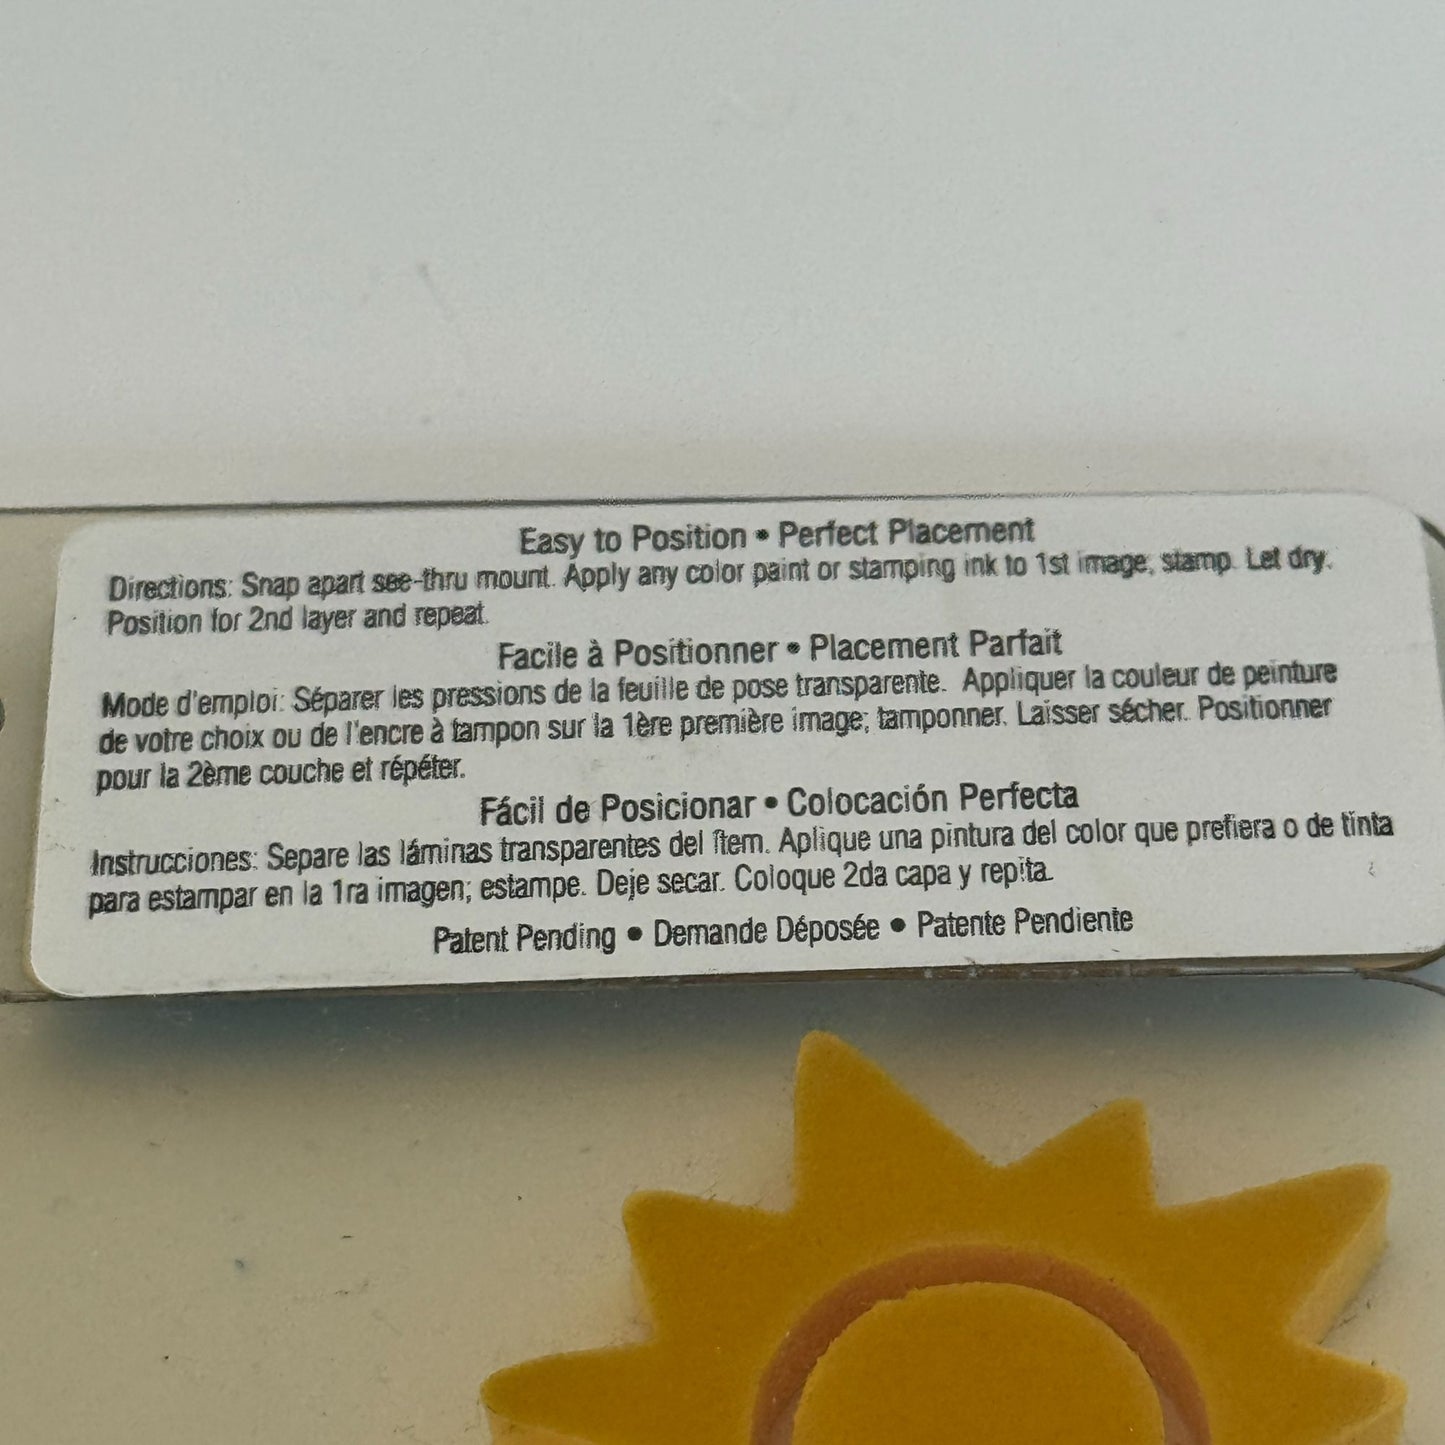 Easy to Position • Perfect Placement
Directions: Snap apart see-thru mount. Apply any color paint or stamping ink to 1st image; stamp. Let dry.
Position for 2nd layer and repeat.
Facile à Positionner • Placement Parfait
Mode d'emploi: Séparer les pressions de la feuille de pose transparente. Appliquer la couleur de peinture
de votre choix ou de l'encre à tampon sur la 1ère première image; tamponner. Laisser sécher. Positionner
pour la 2ème couche et répéter.
Fácil de Posicionar • Colocación Perfecta
Instrucciones: Separe las láminas transparentes del ítem. Aplique una pintura del color que prefiera o de tinta
para estampar en la 1ra imagen; estampe. Deje secar. Coloque 2da capa y repita.
Patent Pending • Demande Déposée • Patente Pendiente